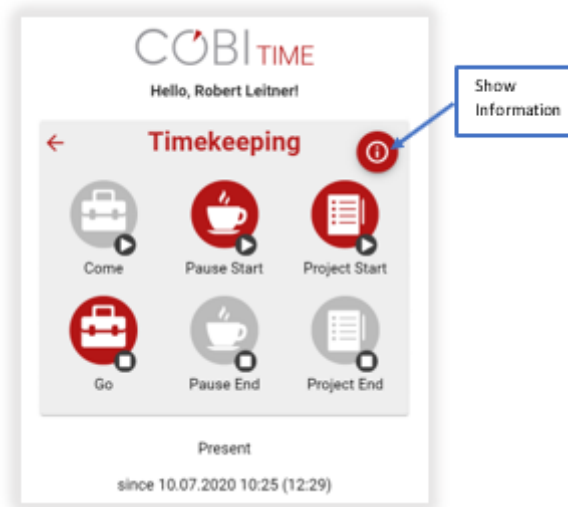 COBI TIME
Hello, Robert Leitner!
Show
Information
Timekeeping
Come
Pause Start
Project Start
Go
Pause End
Project End
Present
since 10.07.2020 10:25 (12:29)